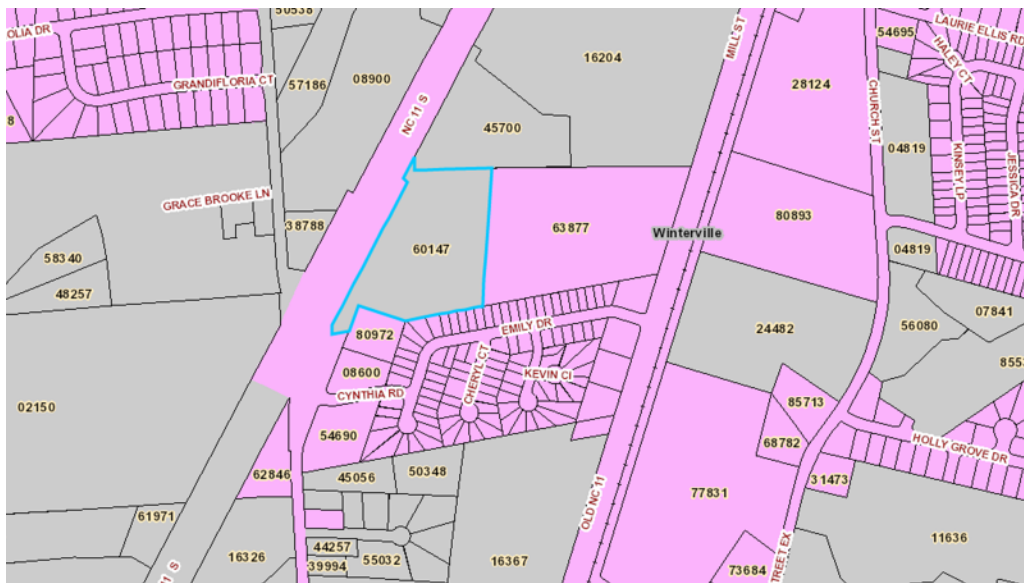 50538
OLIA DR
GRANDIFLORIA CT
57186
08900
NC 11 S
16204
MILL ST
54695
LAURIE ELLIS RD
HALEY CT
28124
CHURCH ST
8
45700
04819
KINSEY LP
JESSICA DR
GRACE BROOKE LN
38788
60147
63877
Winterville
80893
58340
04819
48257
07841
80972
EMILY DR
24482
56080
08600
CHERYL CT
KEVIN CI
CYNTHIA RD
02150
85713
54690
68782
HOLLY GROVE DR
62846
45056
50348
31473
77831
OLD NC 11
61971
44257
16326
39994
55032
16367
11636
73684
TREET EX